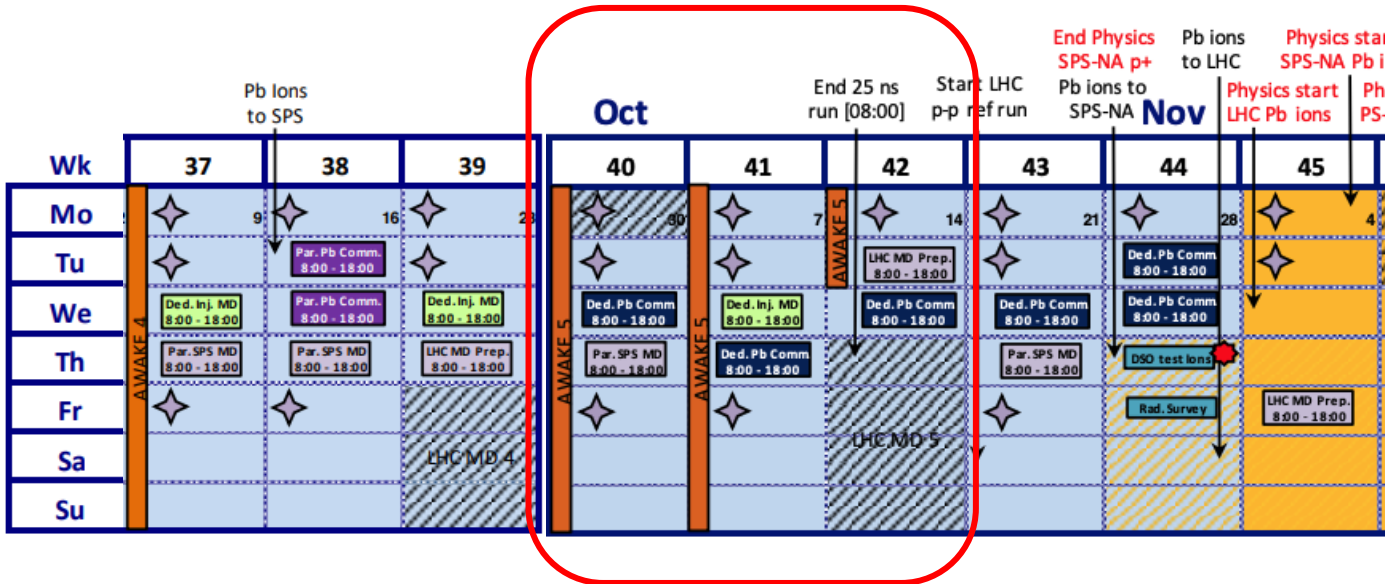 End Physics
SPS-NA p+
Pb ions to
SPS-NA
Pb ions
to LHC
Physics star
SPS-NA Pb i
Physics start
LHC Pb ions
Ph
PS-
Pb Ions
to SPS
End 25 ns
run [08:00]
Start LHC
p-p ref run
Oct
Nov
Wk 37 38 39 40 41 42 43 44 45
Mo 9 16 23 30 7 14 21 28 4
Tu
Par. Pb Comm.
8:00 - 18:00
LHC MD Prep.
8:00 - 18:00
Ded. Pb Comm
8:00 - 18:00
We
Ded. Inj. MD
8:00 - 18:00
Par. Pb Comm.
8:00 - 18:00
Ded. Inj. MD
8:00 - 18:00
Ded. Pb Comm
8:00 - 18:00
Ded. Inj. MD
8:00 - 18:00
Ded. Pb Comm
8:00 - 18:00
Ded. Pb Comm
8:00 - 18:00
Ded. Pb Comm
8:00 - 18:00
Th
Par. SPS MD
8:00 - 18:00
Par. SPS MD
8:00 - 18:00
LHC MD Prep.
8:00 - 18:00
Par. SPS MD
8:00 - 18:00
Ded. Pb Comm
8:00 - 18:00
Par. SPS MD
8:00 - 18:00
DSO test Ions
Fr
Rad. Survey
LHC MD Prep.
8:00 - 18:00
Sa
LHC MD 4
LHC MD 5
Su
AWAKE 4
AWAKE 5
AWAKE 5
AWAKE 5